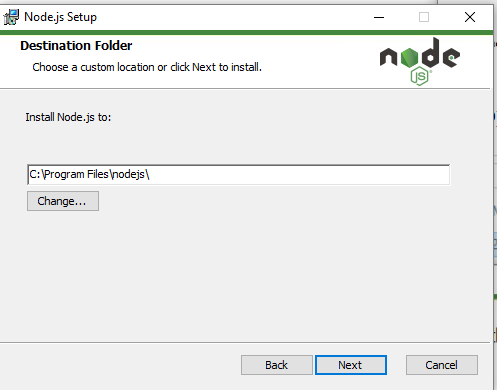 Node.js Setup
Destination Folder
Choose a custom location or click Next to install.
node
JS
Install Node.js to:
C:\Program Files\nodejs\
Change...
Back
Next
Cancel